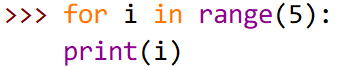 >>> for i in range(5):
    print(i)